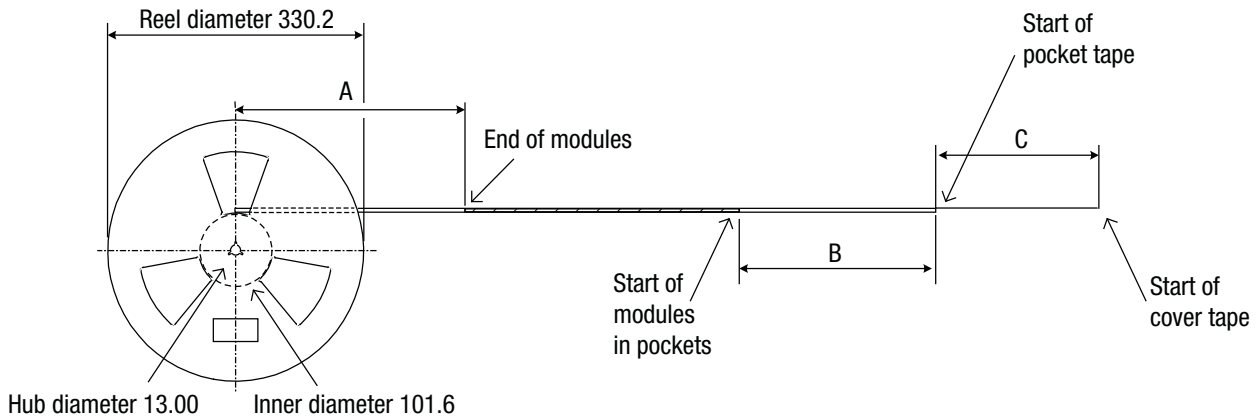 Reel diameter 330.2
A
End of modules
Start of
pocket tape
C
B
Start of
modules
in pockets
Start of
cover tape
Hub diameter 13.00
Inner diameter 101.6